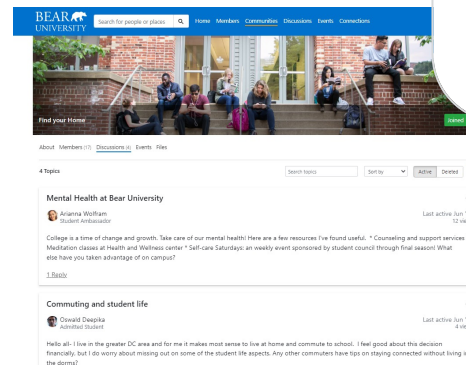 BEAR
UNIVERSITY
Search for people or places
Home Members Communities Discussions Events Connections
Find your Home
Joined
About Members (17) Discussions (4) Events Files
4 Topics
Search topics
Sort by
Active Deleted
Mental Health at Bear University
Arianna Wolfram
Student Ambassador
Last active Jun
12
College is a time of change and growth. Take care of our mental health! Here are a few resources I've found useful. * Counseling and support services
Meditation classes at Health and Wellness center * Self-care Saturdays: an weekly event sponsored by student council through final season! What
else have you taken advantage of on campus?
1 Reply
Commuting and student life
Oswald Deepika
Admitted Student
Last active Jun
4
Hello all- I live in the greater DC area and for me it makes most sense to live at home and commute to school. I feel good about this decision
financially, but I do worry about missing out on some of the student life aspects. Any other commuters have tips on staying connected without living in
the dorms?